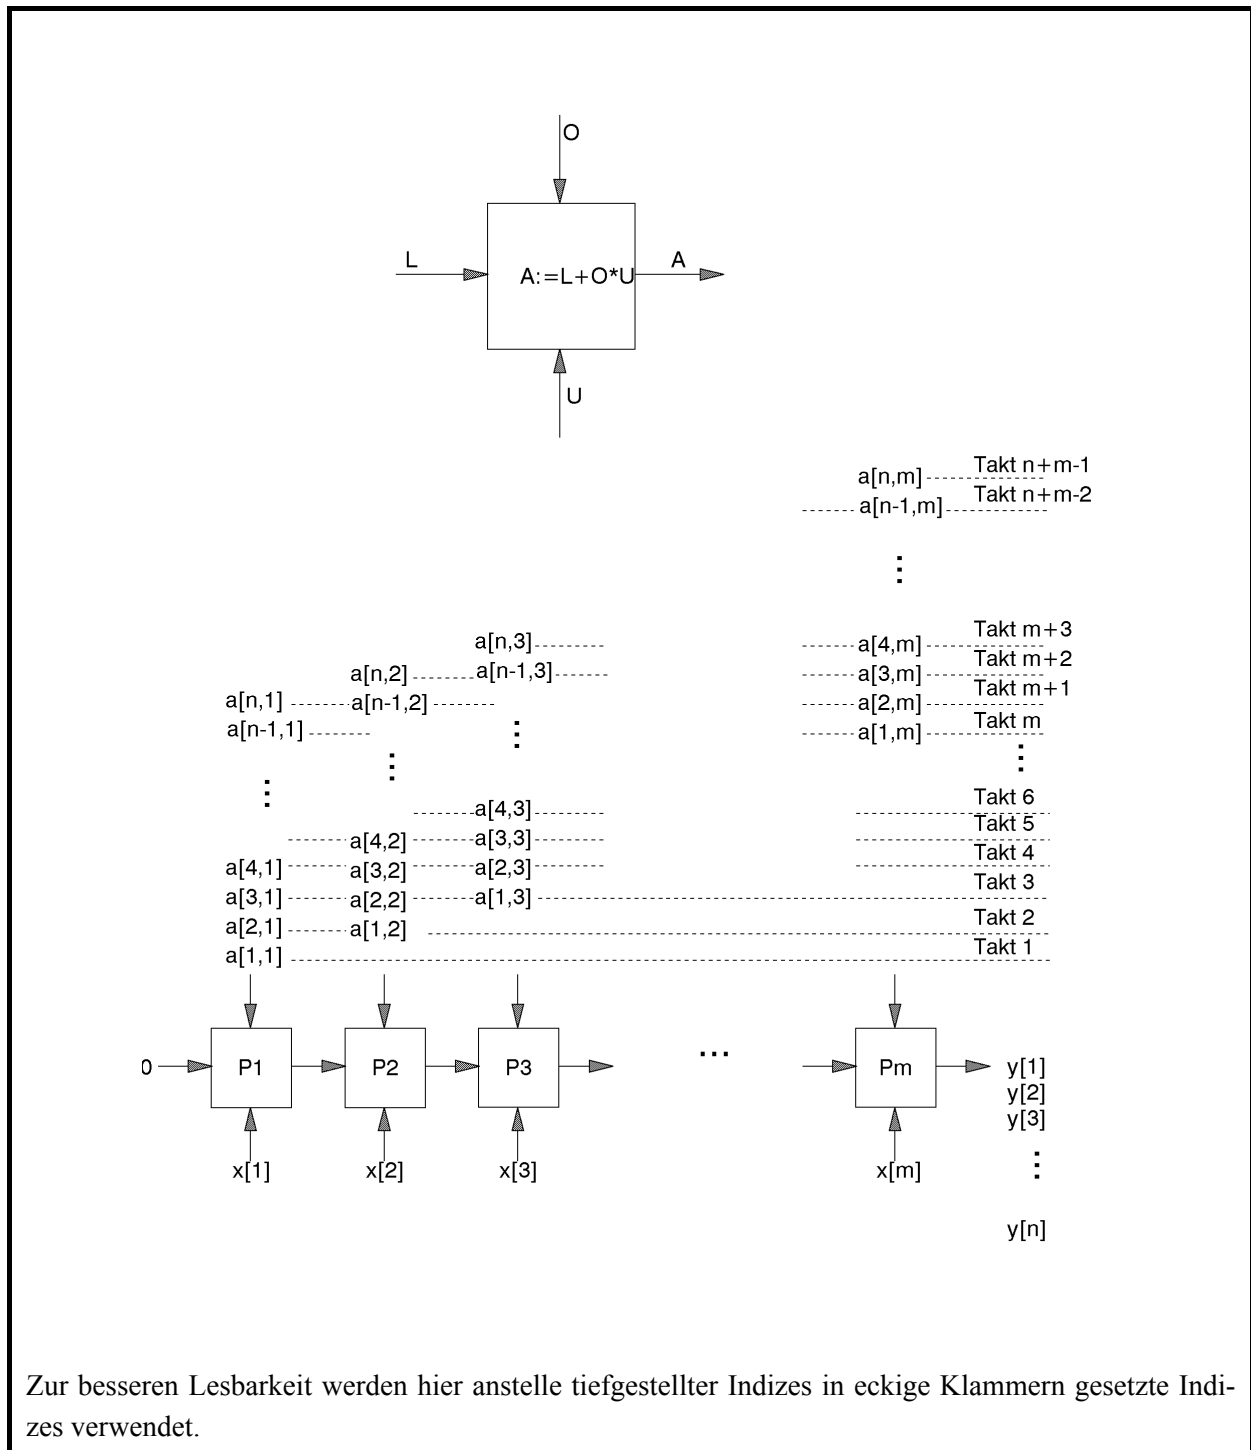 O
L
A:=L+O*U
A
U
a[n,m] Takt n+m-1
a[n-1,m] Takt n+m-2
a[n,3] a[4,m] Takt m+3
a[n,2] a[n-1,3] a[3,m] Takt m+2
a[n,1] a[n-1,2] a[2,m] Takt m+1
a[n-1,1] a[1,m] Takt m
a[4,3] Takt 6
a[4,2] a[3,3] Takt 5
a[4,1] a[3,2] a[2,3] Takt 4
a[3,1] a[2,2] a[1,3] Takt 3
a[2,1] a[1,2] Takt 2
a[1,1] Takt 1
0 P1 P2 P3 ... Pm y[1]
y[2]
y[3]
x[1] x[2] x[3] x[m]
y[n]
Zur besseren Lesbarkeit werden hier anstelle tiefgestellter Indizes in eckige Klammern gesetzte Indi-
zes verwendet.